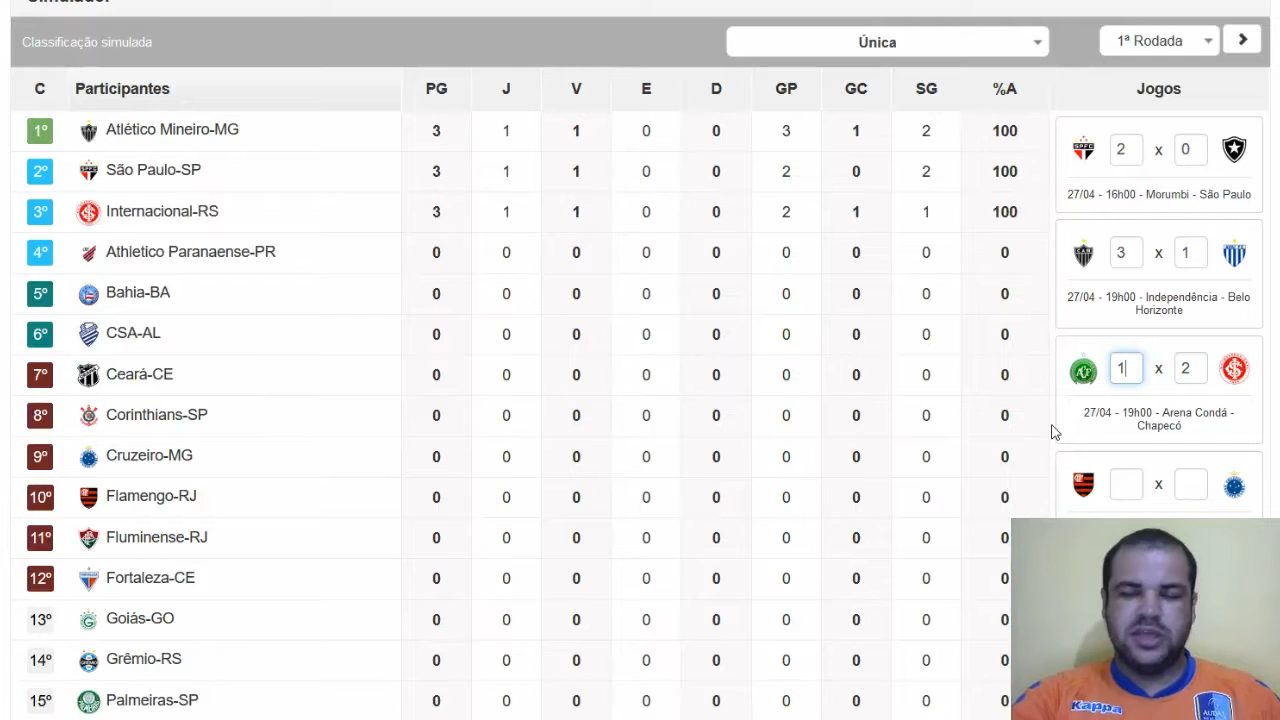 Simulador
Classificação simulada
Única
1ª Rodada
C Participantes PG J V E D GP GC SG %A Jogos
1º Atlético Mineiro-MG 3 1 1 0 0 3 1 2 100
2º São Paulo-SP 3 1 1 0 0 2 0 2 100
3º Internacional-RS 3 1 1 0 0 2 1 1 100
4º Athletico Paranaense-PR 0 0 0 0 0 0 0 0 0
5º Bahia-BA 0 0 0 0 0 0 0 0 0
6º CSA-AL 0 0 0 0 0 0 0 0 0
7º Ceará-CE 0 0 0 0 0 0 0 0 0
8º Corinthians-SP 0 0 0 0 0 0 0 0 0
9º Cruzeiro-MG 0 0 0 0 0 0 0 0 0
10º Flamengo-RJ 0 0 0 0 0 0 0 0 0
11º Fluminense-RJ 0 0 0 0 0 0 0 0 0
12º Fortaleza-CE 0 0 0 0 0 0 0 0 0
13º Goiás-GO 0 0 0 0 0 0 0 0 0
14º Grêmio-RS 0 0 0 0 0 0 0 0 0
15º Palmeiras-SP 0 0 0 0 0 0 0 0 0
SPFC 2 x 0
27/04 - 16h00 - Morumbi - São Paulo
CAM 3 x 1
27/04 - 19h00 - Independência - Belo
Horizonte
1 x 2
27/04 - 19h00 - Arena Condá -
Chapecó
x
Kappa
AUDAX